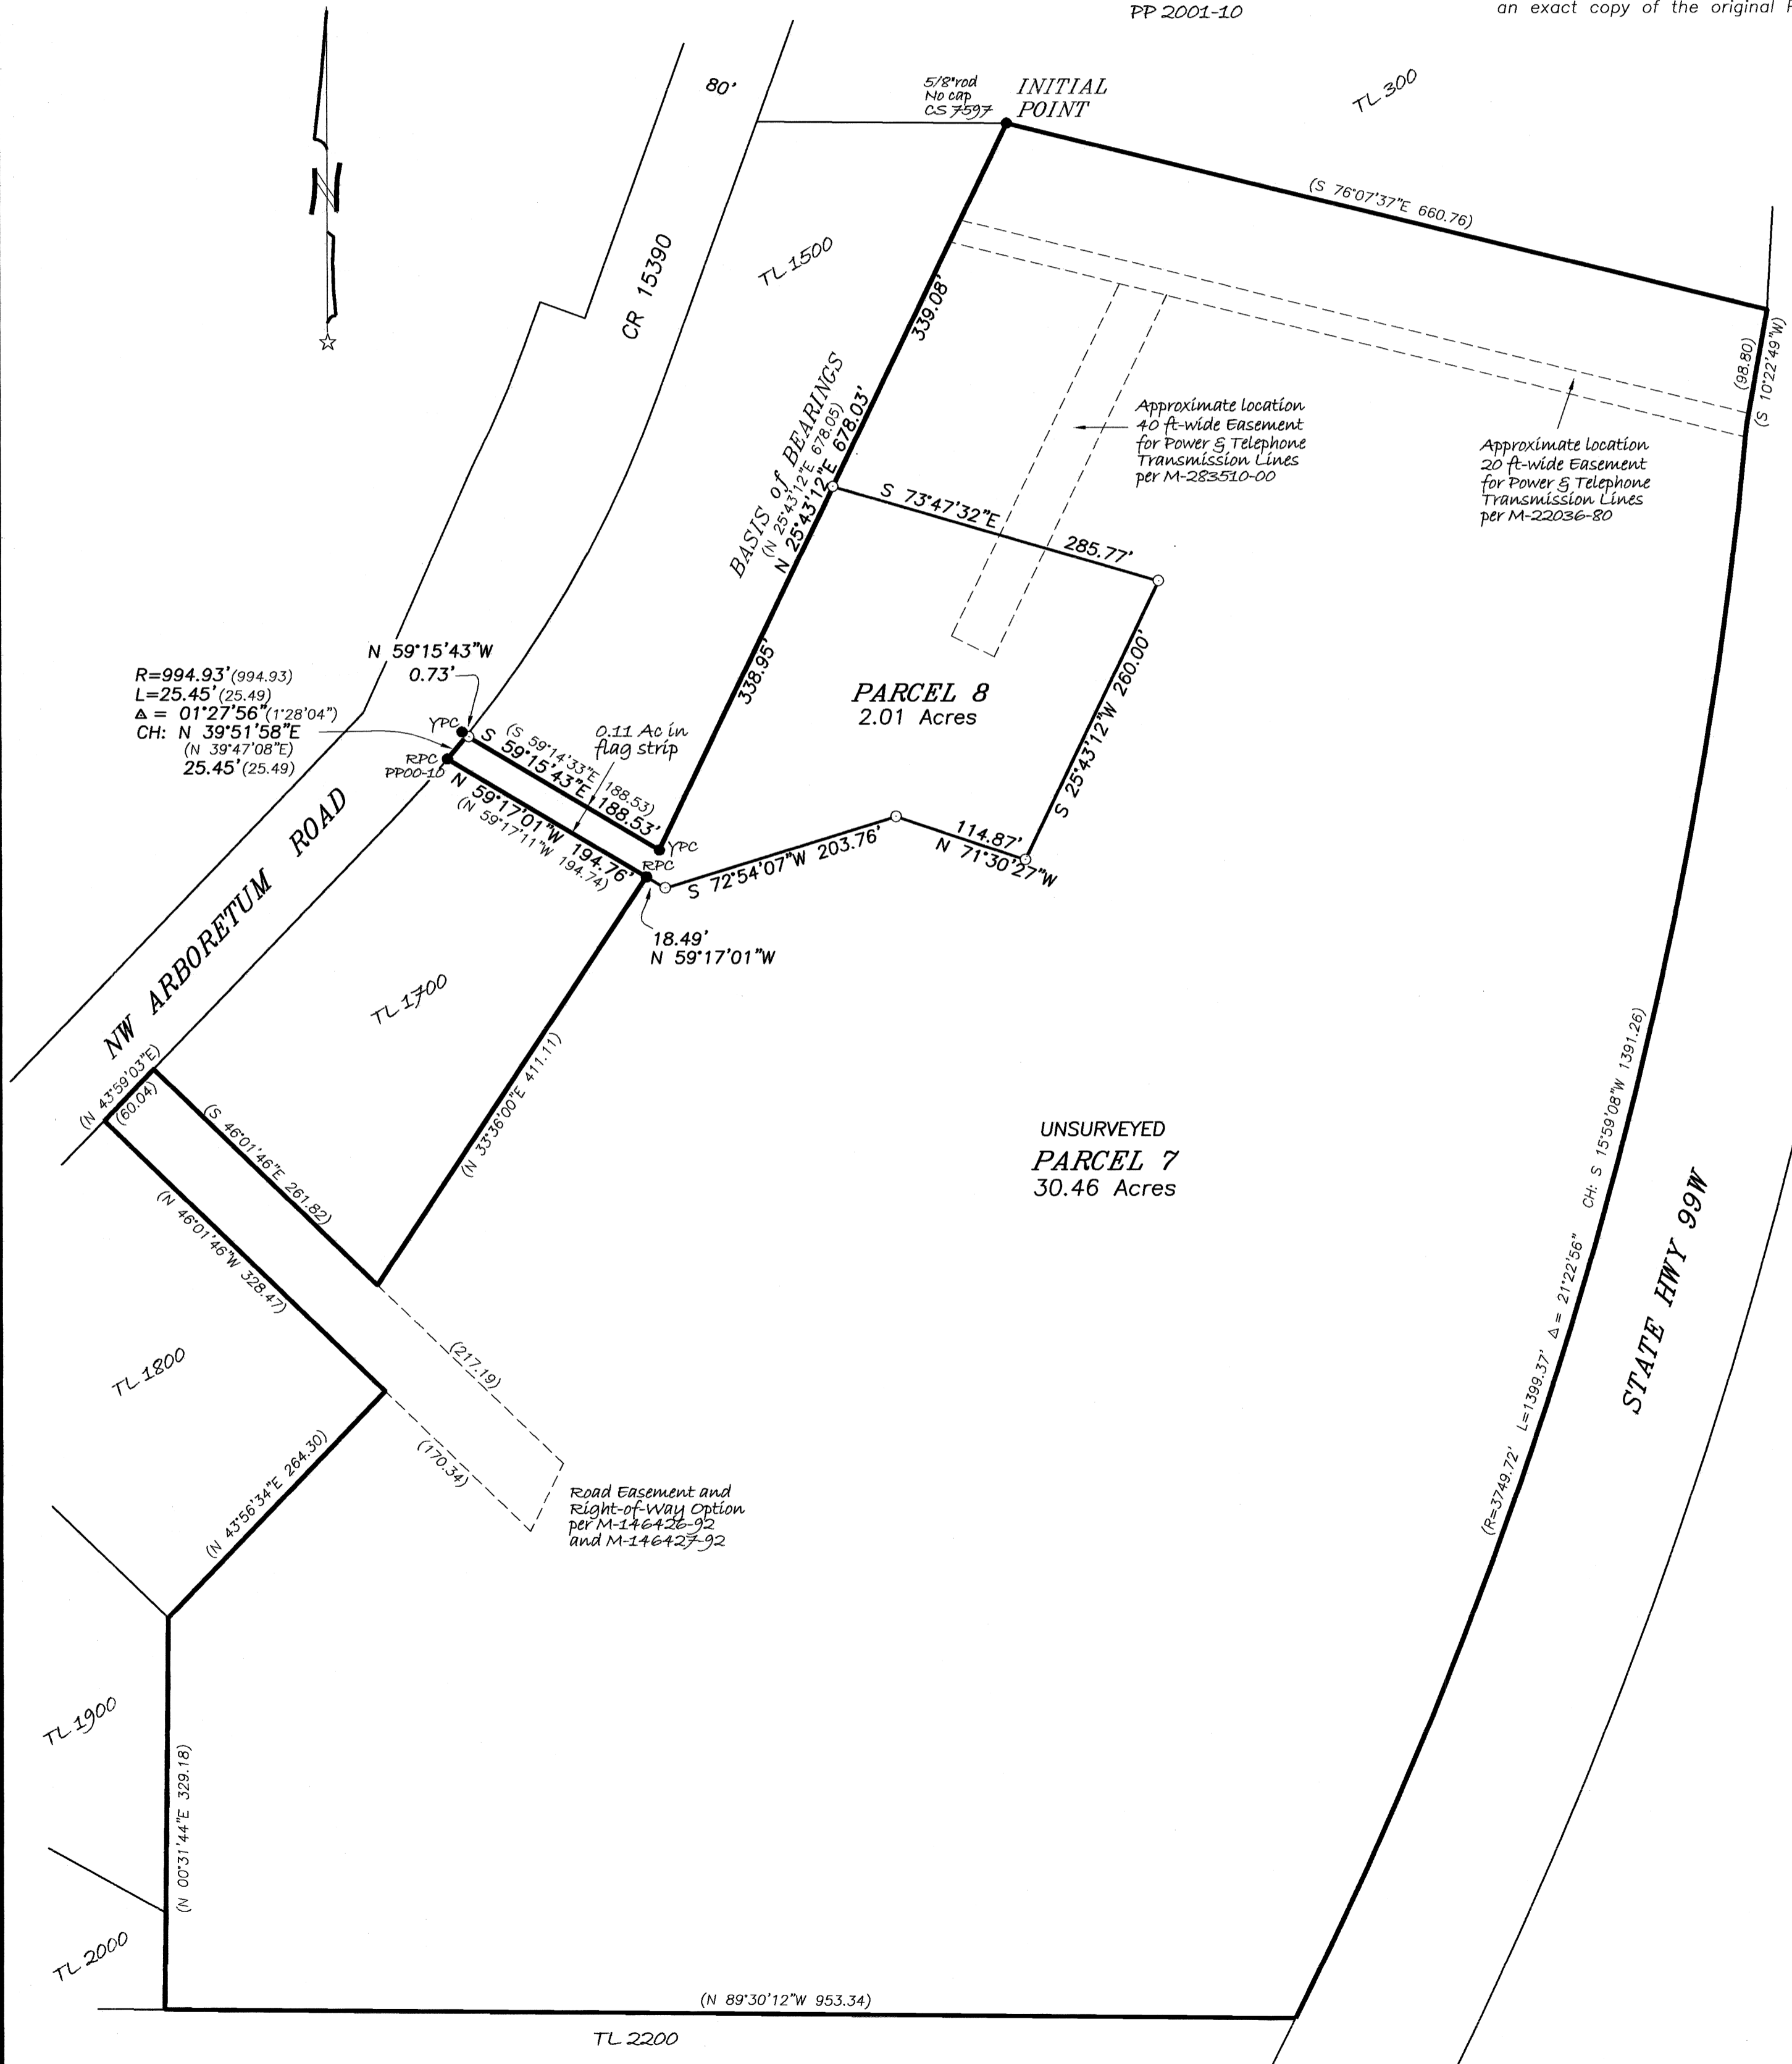 PP 2001-10
an exact copy of the original
80'
5/8" rod
No cap
CS 7597
INITIAL
POINT
TL 300
(S 76°07'37"E 660.76)
N
CR 15390
TL 1500
339.08'
(98.80)
(S 10°22'49"W)
BASIS of BEARINGS
(N 25°43'12"E 678.05)
N 25°43'12"E 678.03'
Approximate location
40 ft-wide Easement
for Power & Telephone
Transmission Lines
per M-283510-00
Approximate location
20 ft-wide Easement
for Power & Telephone
Transmission Lines
per M-22036-80
S 73°47'32"E
285.77'
N 59°15'43"W
0.73'
R=994.93' (994.93)
L=25.45' (25.49)
Δ = 01°27'56" (1°28'04")
CH: N 39°51'58"E
(N 39°47'08"E)
25.45' (25.49)
338.95'
PARCEL 8
2.01 Acres
S 25°43'12"W 260.00'
YPC
RPC
PP00-10
0.11 Ac in
flag strip
(S 59°14'33"E 188.53)
S 59°15'43"E 188.53'
N 59°17'01"W 194.76'
(N 59°17'11"W 194.74)
YPC
RPC
S 72°54'07"W 203.76'
114.87'
N 71°30'27"W
18.49'
N 59°17'01"W
NW ARBORETUM ROAD
TL 1700
(N 43°59'03"E)
(60.04)
(S 46°01'46"E 261.82)
(N 33°36'00"E 411.11)
(N 46°01'46"W 328.47)
UNSURVEYED
PARCEL 7
30.46 Acres
(R=3749.72' L=1399.37' Δ = 21°22'56" CH: S 15°59'08"W 1391.26)
STATE HWY 99W
TL 1800
(217.19)
(170.34)
(N 43°56'34"E 264.30)
Road Easement and
Right-of-Way Option
per M-146426-92
and M-146427-92
TL 1900
(N 00°31'44"E 329.18)
TL 2000
(N 89°30'12"W 953.34)
TL 2200